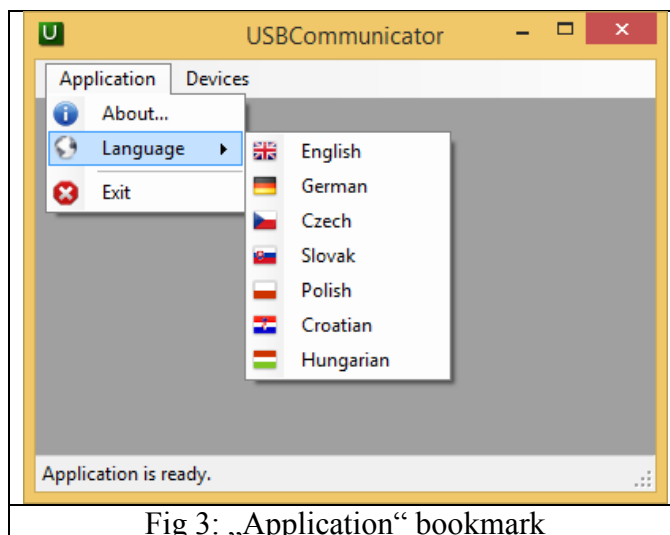 U USBCommunicator
Application Devices
About...
Language
Exit
English
German
Czech
Slovak
Polish
Croatian
Hungarian
Application is ready.
Fig 3: „Application“ bookmark